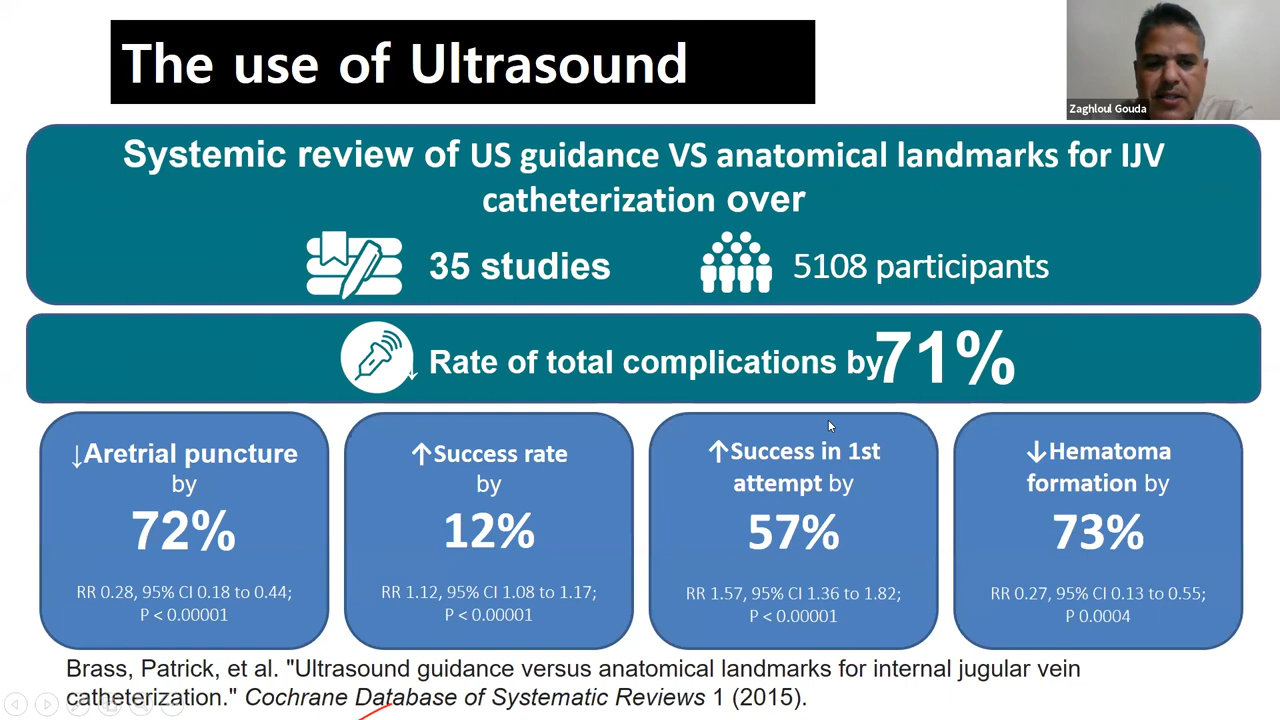 The use of Ultrasound
Zaghloul Gouda
Systemic review of US guidance VS anatomical landmarks for IJV
catheterization over
35 studies
5108 participants
↓ Rate of total complications by 71%
↓Aretrial puncture
by
72%
RR 0.28, 95% CI 0.18 to 0.44;
P < 0.00001
↑Success rate
by
12%
RR 1.12, 95% CI 1.08 to 1.17;
P < 0.00001
↑Success in 1st
attempt by
57%
RR 1.57, 95% CI 1.36 to 1.82;
P < 0.00001
↓Hematoma
formation by
73%
RR 0.27, 95% CI 0.13 to 0.55;
P 0.0004
Brass, Patrick, et al. "Ultrasound guidance versus anatomical landmarks for internal jugular vein
catheterization." Cochrane Database of Systematic Reviews 1 (2015).